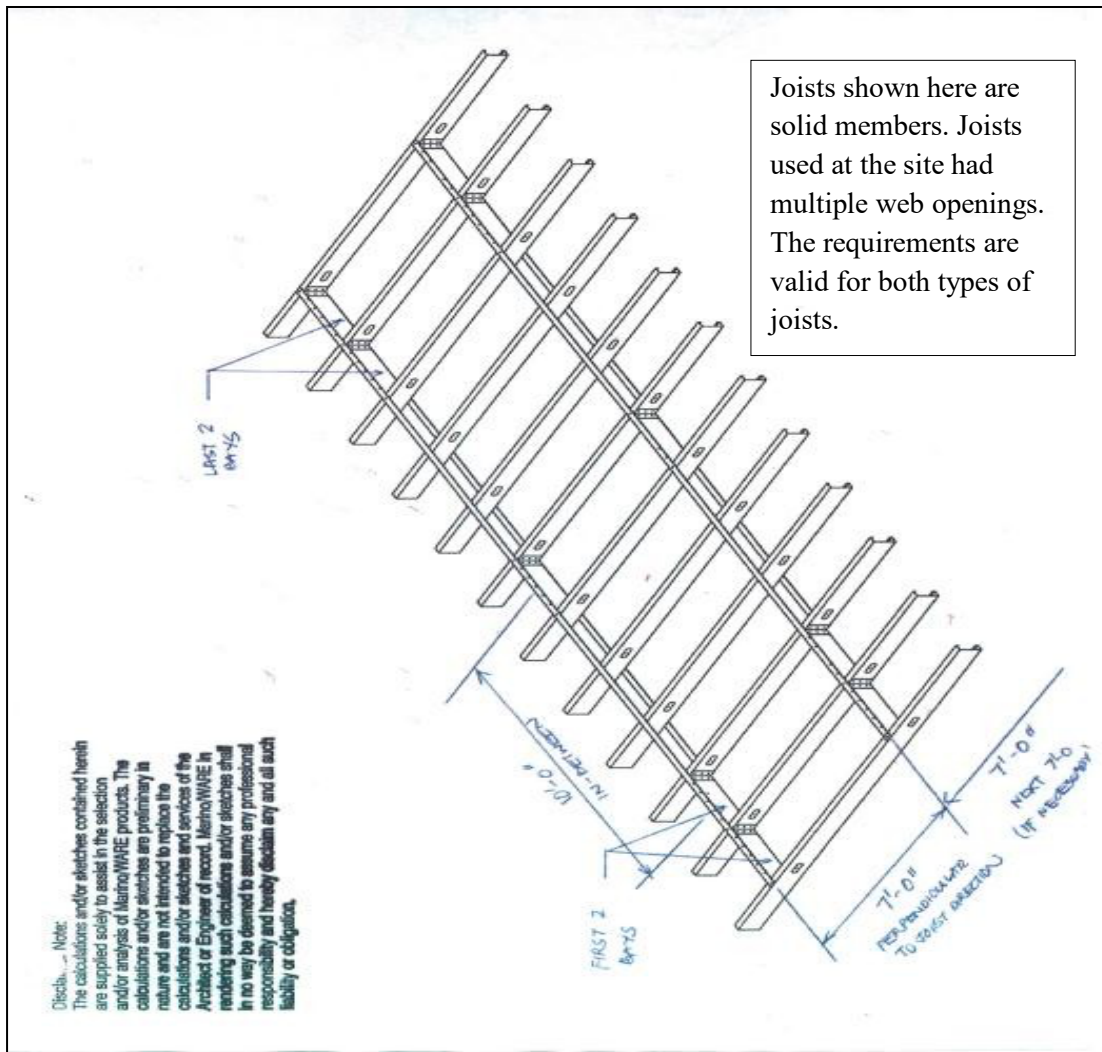 Joists shown here are
solid members. Joists
used at the site had
multiple web openings.
The requirements are
valid for both types of
joists.
LAST 2
BAYS
10'-0"
IN-BETWEEN
FIRST 2
BAYS
7'-0"
PERPENDICULAR
TO JOIST DIRECTION
7'-0"
NEXT 7'-0
(IF NECESSARY)
Note:
The calculations and/or sketches contained herein
are supplied solely to assist in the selection
and/or analysis of Marino/WARE products. The
calculations and/or sketches are preliminary in
nature and are not intended to replace the
calculations and/or sketches and services of the
Architect or Engineer of record. Marino/WARE in
rendering such calculations and/or sketches shall
in no way be deemed to assume any professional
responsibility and hereby disclaim any and all such
liability or obligation.